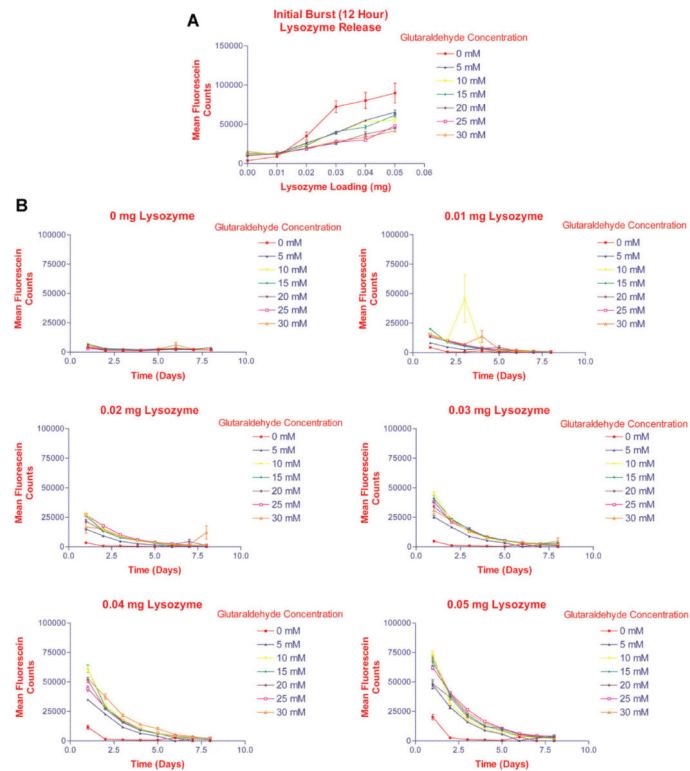 A
Initial Burst (12 Hour)
Lysozyme Release
Glutaraldehyde Concentration
0 mM
5 mM
10 mM
15 mM
20 mM
25 mM
30 mM
Mean Fluorescein
Counts
150000
100000
50000
0
0.00 0.01 0.02 0.03 0.04 0.05 0.06
Lysozyme Loading (mg)
B
0 mg Lysozyme
Glutaraldehyde Concentration
0 mM
5 mM
10 mM
15 mM
20 mM
25 mM
30 mM
Mean Fluorescein
Counts
100000
75000
50000
25000
0
0.0 2.5 5.0 7.5 10.0
Time (Days)
0.01 mg Lysozyme
Glutaraldehyde Concentration
0 mM
5 mM
10 mM
15 mM
20 mM
25 mM
30 mM
Mean Fluorescein
Counts
100000
75000
50000
25000
0
0.0 2.5 5.0 7.5 10.0
Time (Days)
0.02 mg Lysozyme
Glutaraldehyde Concentration
0 mM
5 mM
10 mM
15 mM
20 mM
25 mM
30 mM
Mean Fluorescein
Counts
100000
75000
50000
25000
0
0.0 2.5 5.0 7.5 10.0
Time (Days)
0.03 mg Lysozyme
Glutaraldehyde Concentration
0 mM
5 mM
10 mM
15 mM
20 mM
25 mM
30 mM
Mean Fluorescein
Counts
100000
75000
50000
25000
0
0.0 2.5 5.0 7.5 10.0
Time (Days)
0.04 mg Lysozyme
Glutaraldehyde Concentration
0 mM
5 mM
10 mM
15 mM
20 mM
25 mM
30 mM
Mean Fluorescein
Counts
100000
75000
50000
25000
0
0.0 2.5 5.0 7.5 10.0
Time (Days)
0.05 mg Lysozyme
Glutaraldehyde Concentration
0 mM
5 mM
10 mM
15 mM
20 mM
25 mM
30 mM
Mean Fluorescein
Counts
100000
75000
50000
25000
0
0.0 2.5 5.0 7.5 10.0
Time (Days)